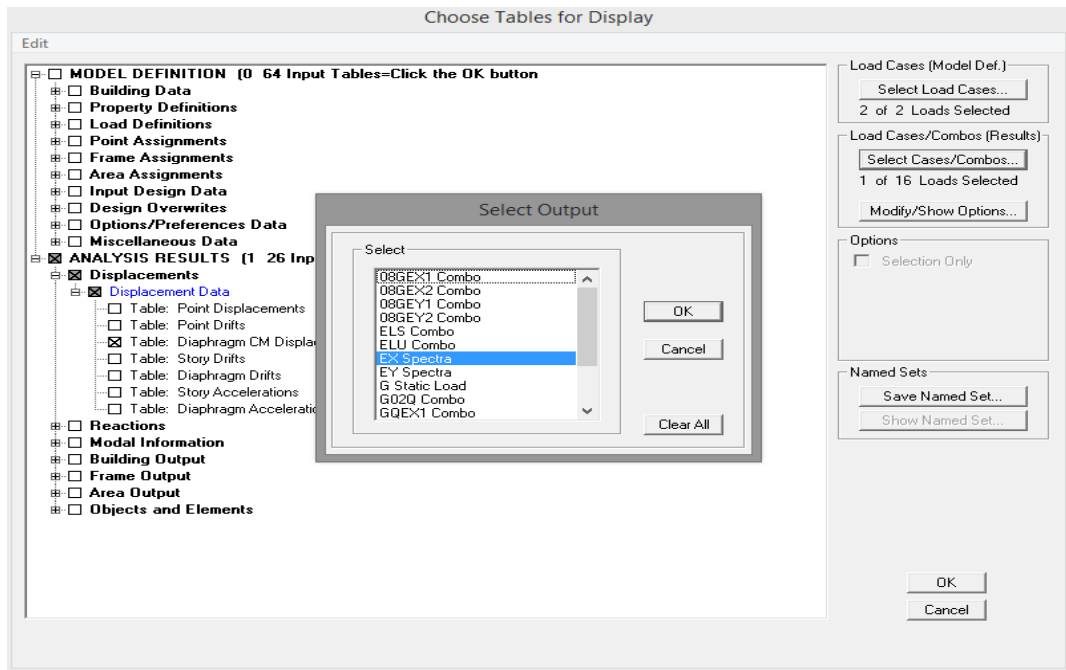 Choose Tables for Display
Edit
MODEL DEFINITION (0 64 Input Tables=Click the OK button
Building Data
Property Definitions
Load Definitions
Point Assignments
Frame Assignments
Area Assignments
Input Design Data
Design Overwrites
Options/Preferences Data
Miscellaneous Data
ANALYSIS RESULTS (1 26 Inp
Displacements
Displacement Data
Table: Point Displacements
Table: Point Drifts
Table: Diaphragm CM Displa
Table: Story Drifts
Table: Diaphragm Drifts
Table: Story Accelerations
Table: Diaphragm Acceleratio
Reactions
Modal Information
Building Output
Frame Output
Area Output
Objects and Elements
Select Output
Select
08GEX1 Combo
08GEX2 Combo
08GEY1 Combo
08GEY2 Combo
ELS Combo
ELU Combo
EX Spectra
EY Spectra
G Static Load
G02Q Combo
GQEX1 Combo
OK
Cancel
Clear All
Load Cases (Model Def.)
Select Load Cases...
2 of 2 Loads Selected
Load Cases/Combos (Results)
Select Cases/Combos...
1 of 16 Loads Selected
Modify/Show Options...
Options
Selection Only
Named Sets
Save Named Set...
Show Named Set...
OK
Cancel